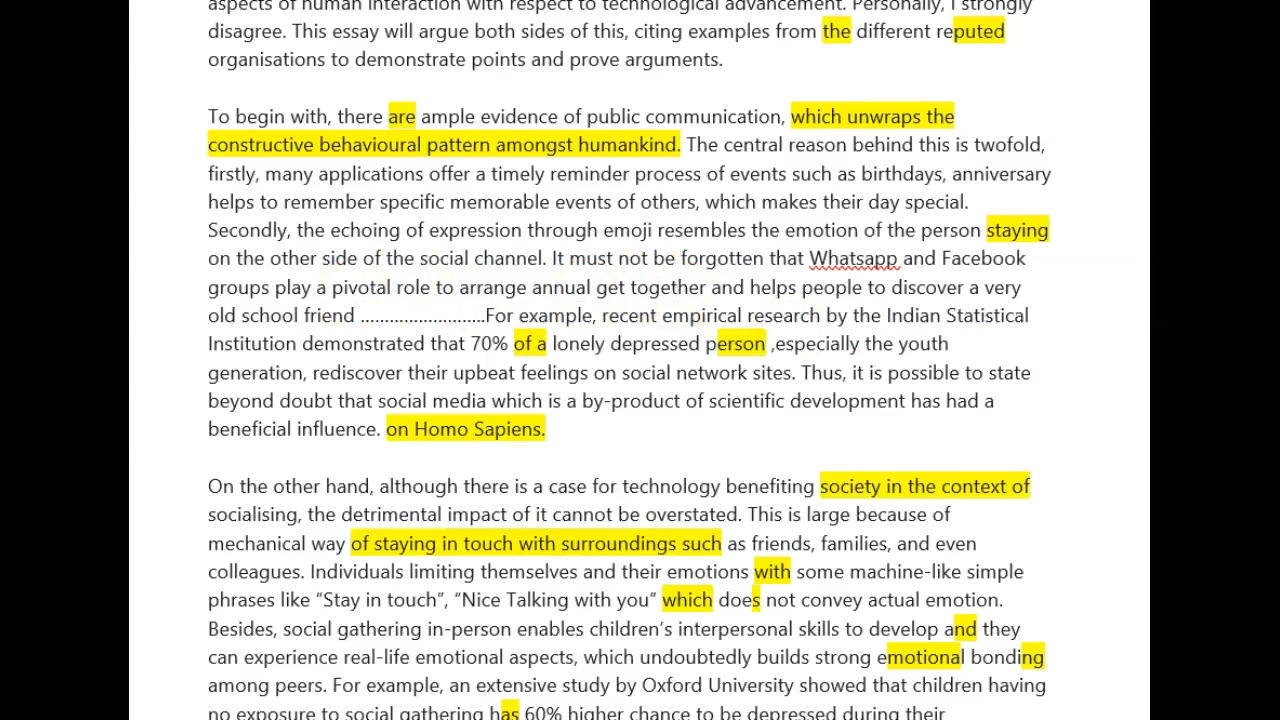 aspects of human interaction with respect to technological advancement. Personally, I strongly
disagree. This essay will argue both sides of this, citing examples from the different reputed
organisations to demonstrate points and prove arguments.
To begin with, there are ample evidence of public communication, which unwraps the
constructive behavioural pattern amongst humankind. The central reason behind this is twofold,
firstly, many applications offer a timely reminder process of events such as birthdays, anniversary
helps to remember specific memorable events of others, which makes their day special.
Secondly, the echoing of expression through emoji resembles the emotion of the person staying
on the other side of the social channel. It must not be forgotten that Whatsapp and Facebook
groups play a pivotal role to arrange annual get together and helps people to discover a very
old school friend ..........................For example, recent empirical research by the Indian Statistical
Institution demonstrated that 70% of a lonely depressed person ,especially the youth
generation, rediscover their upbeat feelings on social network sites. Thus, it is possible to state
beyond doubt that social media which is a by-product of scientific development has had a
beneficial influence. on Homo Sapiens.
On the other hand, although there is a case for technology benefiting society in the context of
socialising, the detrimental impact of it cannot be overstated. This is large because of
mechanical way of staying in touch with surroundings such as friends, families, and even
colleagues. Individuals limiting themselves and their emotions with some machine-like simple
phrases like “Stay in touch”, “Nice Talking with you” which does not convey actual emotion.
Besides, social gathering in-person enables children’s interpersonal skills to develop and they
can experience real-life emotional aspects, which undoubtedly builds strong emotional bonding
among peers. For example, an extensive study by Oxford University showed that children having
no exposure to social gathering has 60% higher chance to be depressed during their